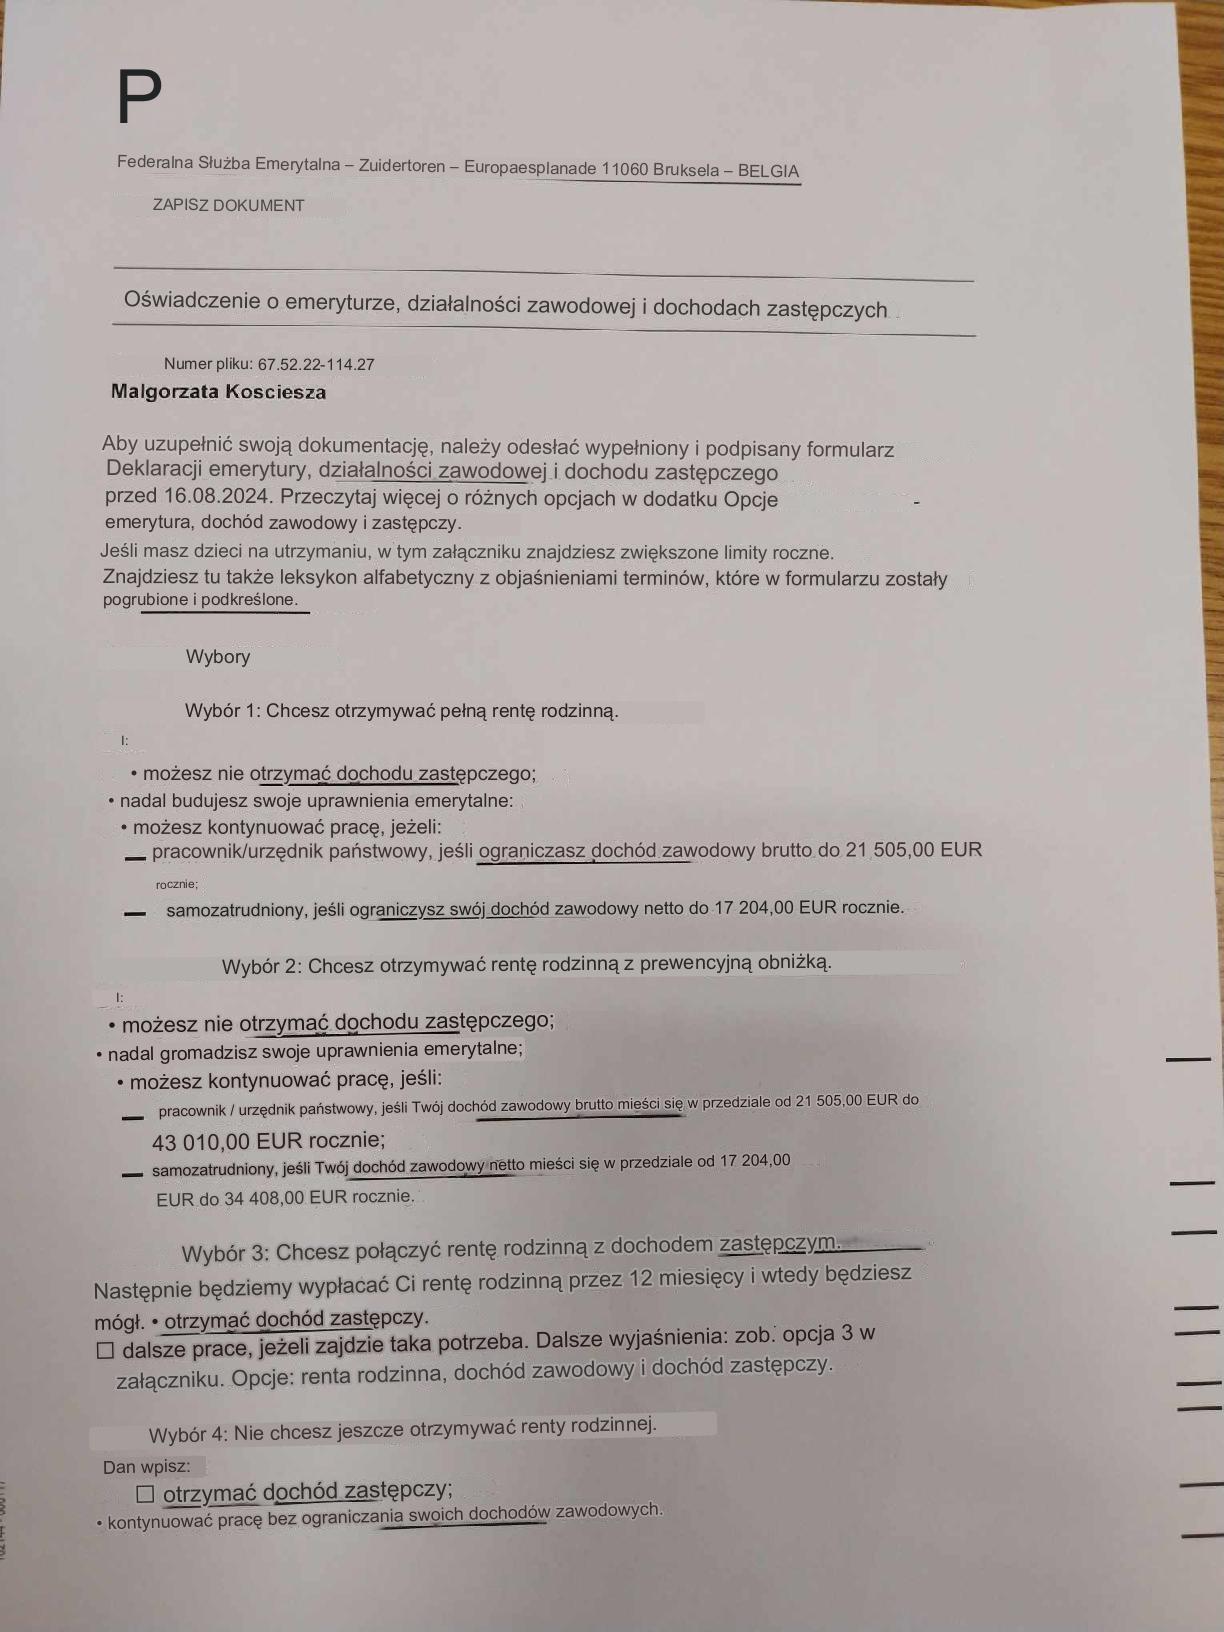 P
Federalna Służba Emerytalna – Zuidertoren – Europaesplanade 11060 Bruksela – BELGIA
ZAPISZ DOKUMENT
Oświadczenie o emeryturze, działalności zawodowej i dochodach zastępczych
Numer pliku: 67.52.22-114.27
Malgorzata Kosciesza
Aby uzupełnić swoją dokumentację, należy odesłać wypełniony i podpisany formularz
Deklaracji emerytury, działalności zawodowej i dochodu zastępczego
przed 16.08.2024. Przeczytaj więcej o różnych opcjach w dodatku Opcje -
emerytura, dochód zawodowy i zastępczy.
Jeśli masz dzieci na utrzymaniu, w tym załączniku znajdziesz zwiększone limity roczne.
Znajdziesz tu także leksykon alfabetyczny z objaśnieniami terminów, które w formularzu zostały
pogrubione i podkreślone.
Wybory
Wybór 1: Chcesz otrzymywać pełną rentę rodzinną.
I:
• możesz nie otrzymać dochodu zastępczego;
• nadal budujesz swoje uprawnienia emerytalne:
• możesz kontynuować pracę, jeżeli:
— pracownik/urzędnik państwowy, jeśli ograniczasz dochód zawodowy brutto do 21 505,00 EUR
rocznie;
— samozatrudniony, jeśli ograniczysz swój dochód zawodowy netto do 17 204,00 EUR rocznie.
Wybór 2: Chcesz otrzymywać rentę rodzinną z prewencyjną obniżką.
I:
• możesz nie otrzymać dochodu zastępczego;
• nadal gromadzisz swoje uprawnienia emerytalne;
• możesz kontynuować pracę, jeśli:
— pracownik / urzędnik państwowy, jeśli Twój dochód zawodowy brutto mieści się w przedziale od 21 505,00 EUR do
43 010,00 EUR rocznie;
— samozatrudniony, jeśli Twój dochód zawodowy netto mieści się w przedziale od 17 204,00
EUR do 34 408,00 EUR rocznie.
Wybór 3: Chcesz połączyć rentę rodzinną z dochodem zastępczym.
Następnie będziemy wypłacać Ci rentę rodzinną przez 12 miesięcy i wtedy będziesz
mógł. • otrzymać dochód zastępczy.
☐ dalsze prace, jeżeli zajdzie taka potrzeba. Dalsze wyjaśnienia: zob. opcja 3 w
załączniku. Opcje: renta rodzinna, dochód zawodowy i dochód zastępczy.
Wybór 4: Nie chcesz jeszcze otrzymywać renty rodzinnej.
Dan wpisz:
☐ otrzymać dochód zastępczy;
• kontynuować pracę bez ograniczania swoich dochodów zawodowych.